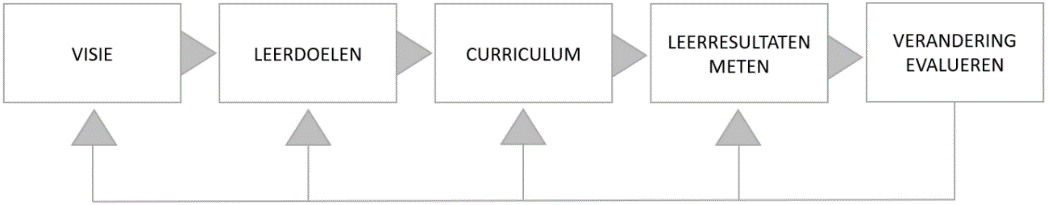 VISIE
LEERDOELEN
CURRICULUM
LEERRESULTATEN
METEN
VERANDERING
EVALUEREN